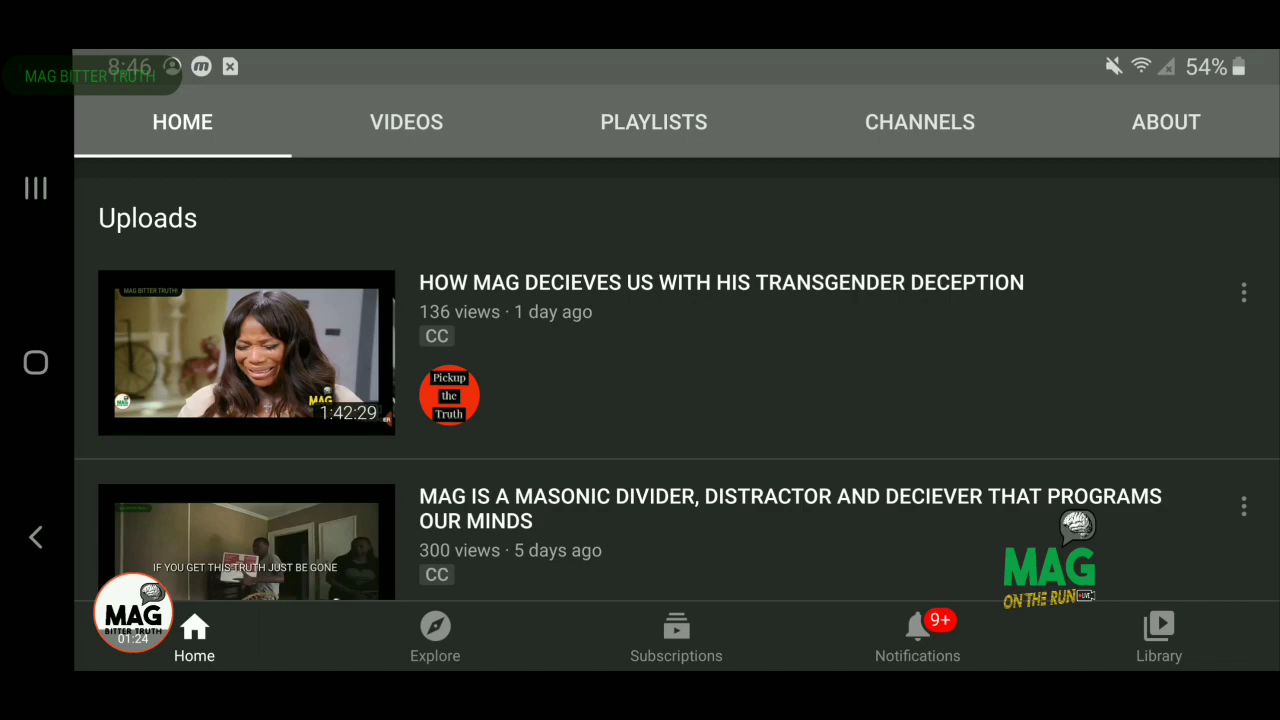 8:46
MAG BITTER TRUTH
54%
HOME VIDEOS PLAYLISTS CHANNELS ABOUT
Uploads
MAG BITTER TRUTH!
MAG
1:42:29
HOW MAG DECIEVES US WITH HIS TRANSGENDER DECEPTION
136 views · 1 day ago
CC
Pickup
the
Truth
MAG IS A MASONIC DIVIDER, DISTRACTOR AND DECIEVER THAT PROGRAMS
OUR MINDS
300 views · 5 days ago
CC
IF YOU GET THIS TRUTH JUST BE GONE
MAG
ON THE RUN LIVE
MAG
BITTER TRUTH
01:24
9+
Home Explore Subscriptions Notifications Library